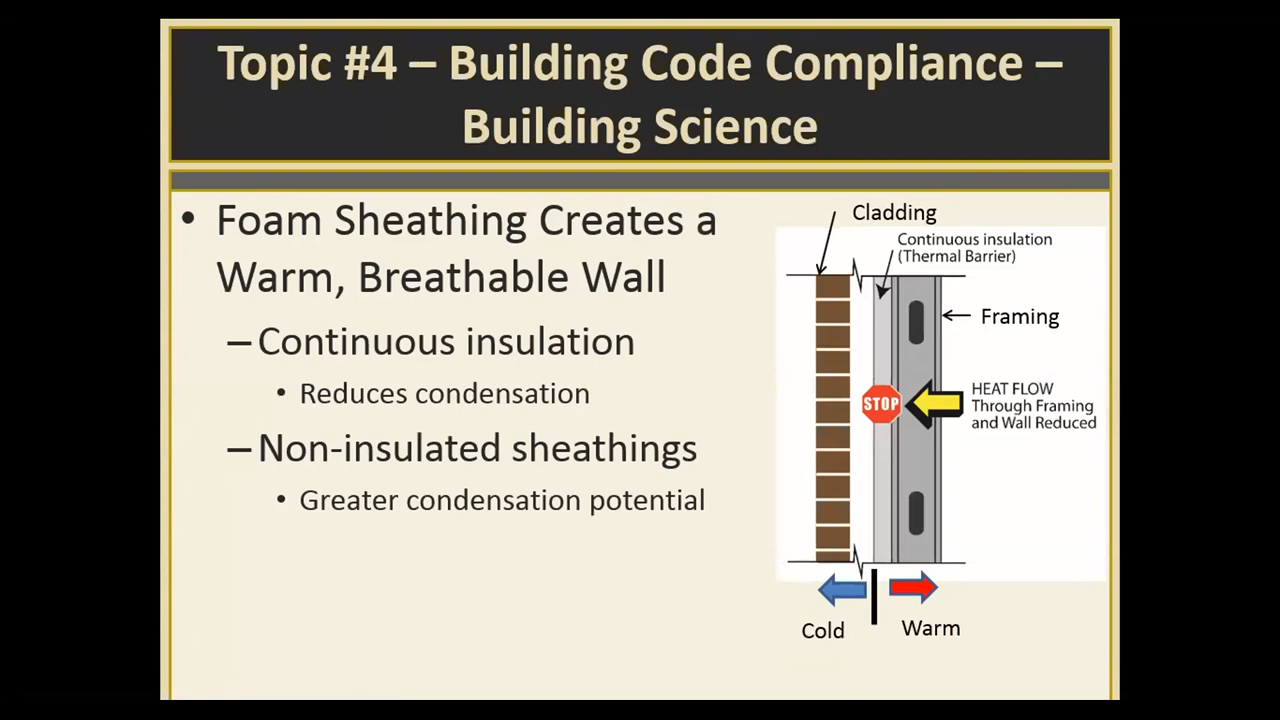 Topic #4 – Building Code Compliance –
Building Science
• Foam Sheathing Creates a
Warm, Breathable Wall
–Continuous insulation
• Reduces condensation
–Non-insulated sheathings
• Greater condensation potential
Cladding
Continuous insulation
(Thermal Barrier)
Framing
STOP
HEAT FLOW
Through Framing
and Wall Reduced
Cold
Warm